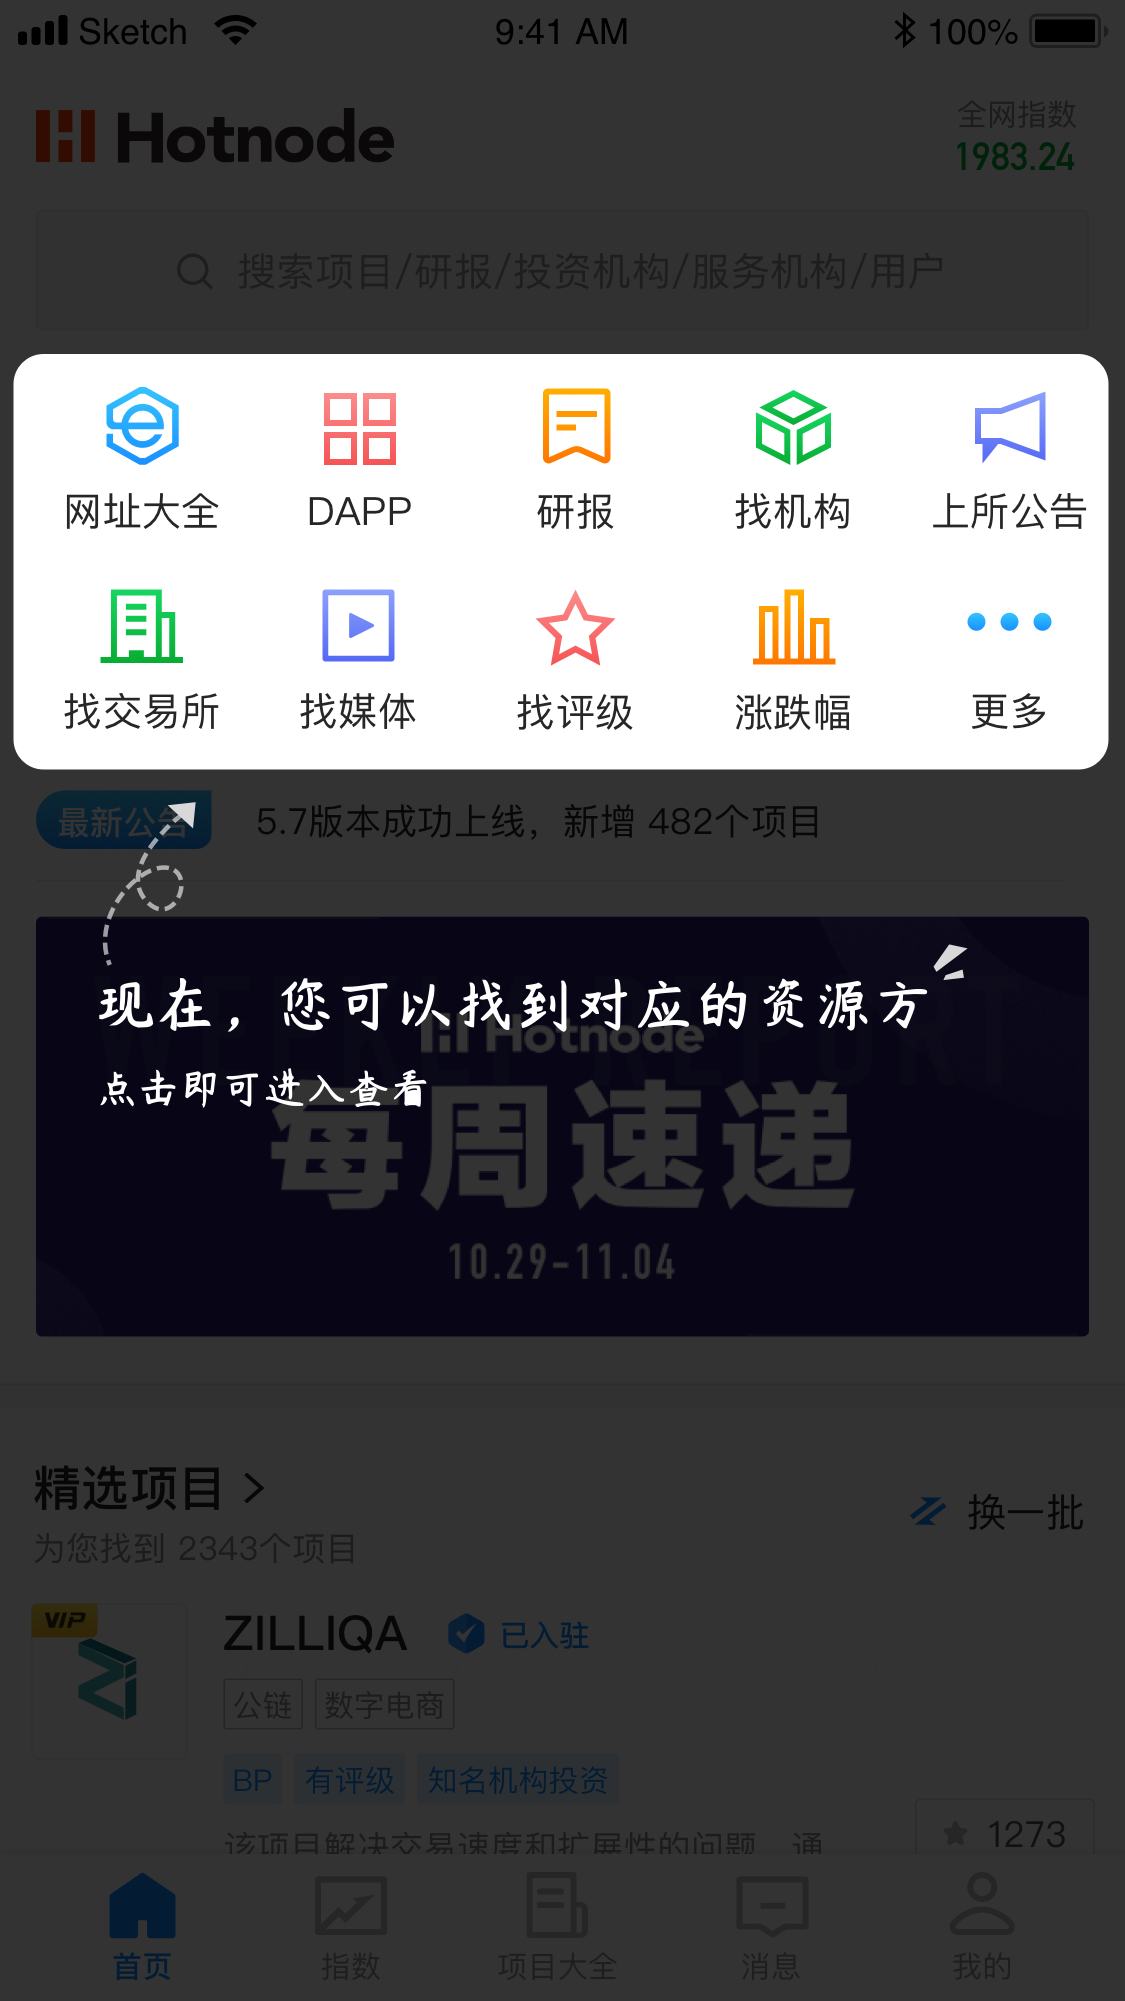 Sketch 9:41 AM 100%
Hotnode
全网指数
1983.24
搜索项目/研报/投资机构/服务机构/用户
网址大全 DAPP 研报 找机构 上所公告
找交易所 找媒体 找评级 涨跌幅 更多
最新公告 5.7版本成功上线，新增 482个项目
现在，您可以找到对应的资源方
WEEKLY REPORT
Hotnode
点击即可进入查看
每周速递
10.29-11.04
精选项目
换一批
为您找到 2343个项目
VIP
ZILLIQA 已入驻
公链 数字电商
BP 有评级 知名机构投资
该项目解决交易速度和扩展性的问题，通
1273
首页 指数 项目大全 消息 我的